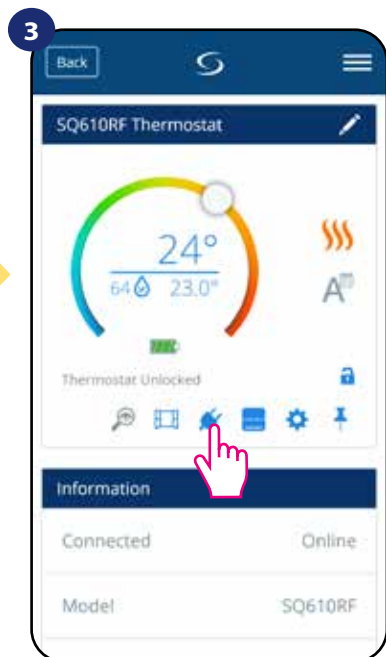 3
Back
SQ610RF Thermostat
24°
64 23.0°
A
Thermostat Unlocked
Information
Connected Online
Model SQ610RF